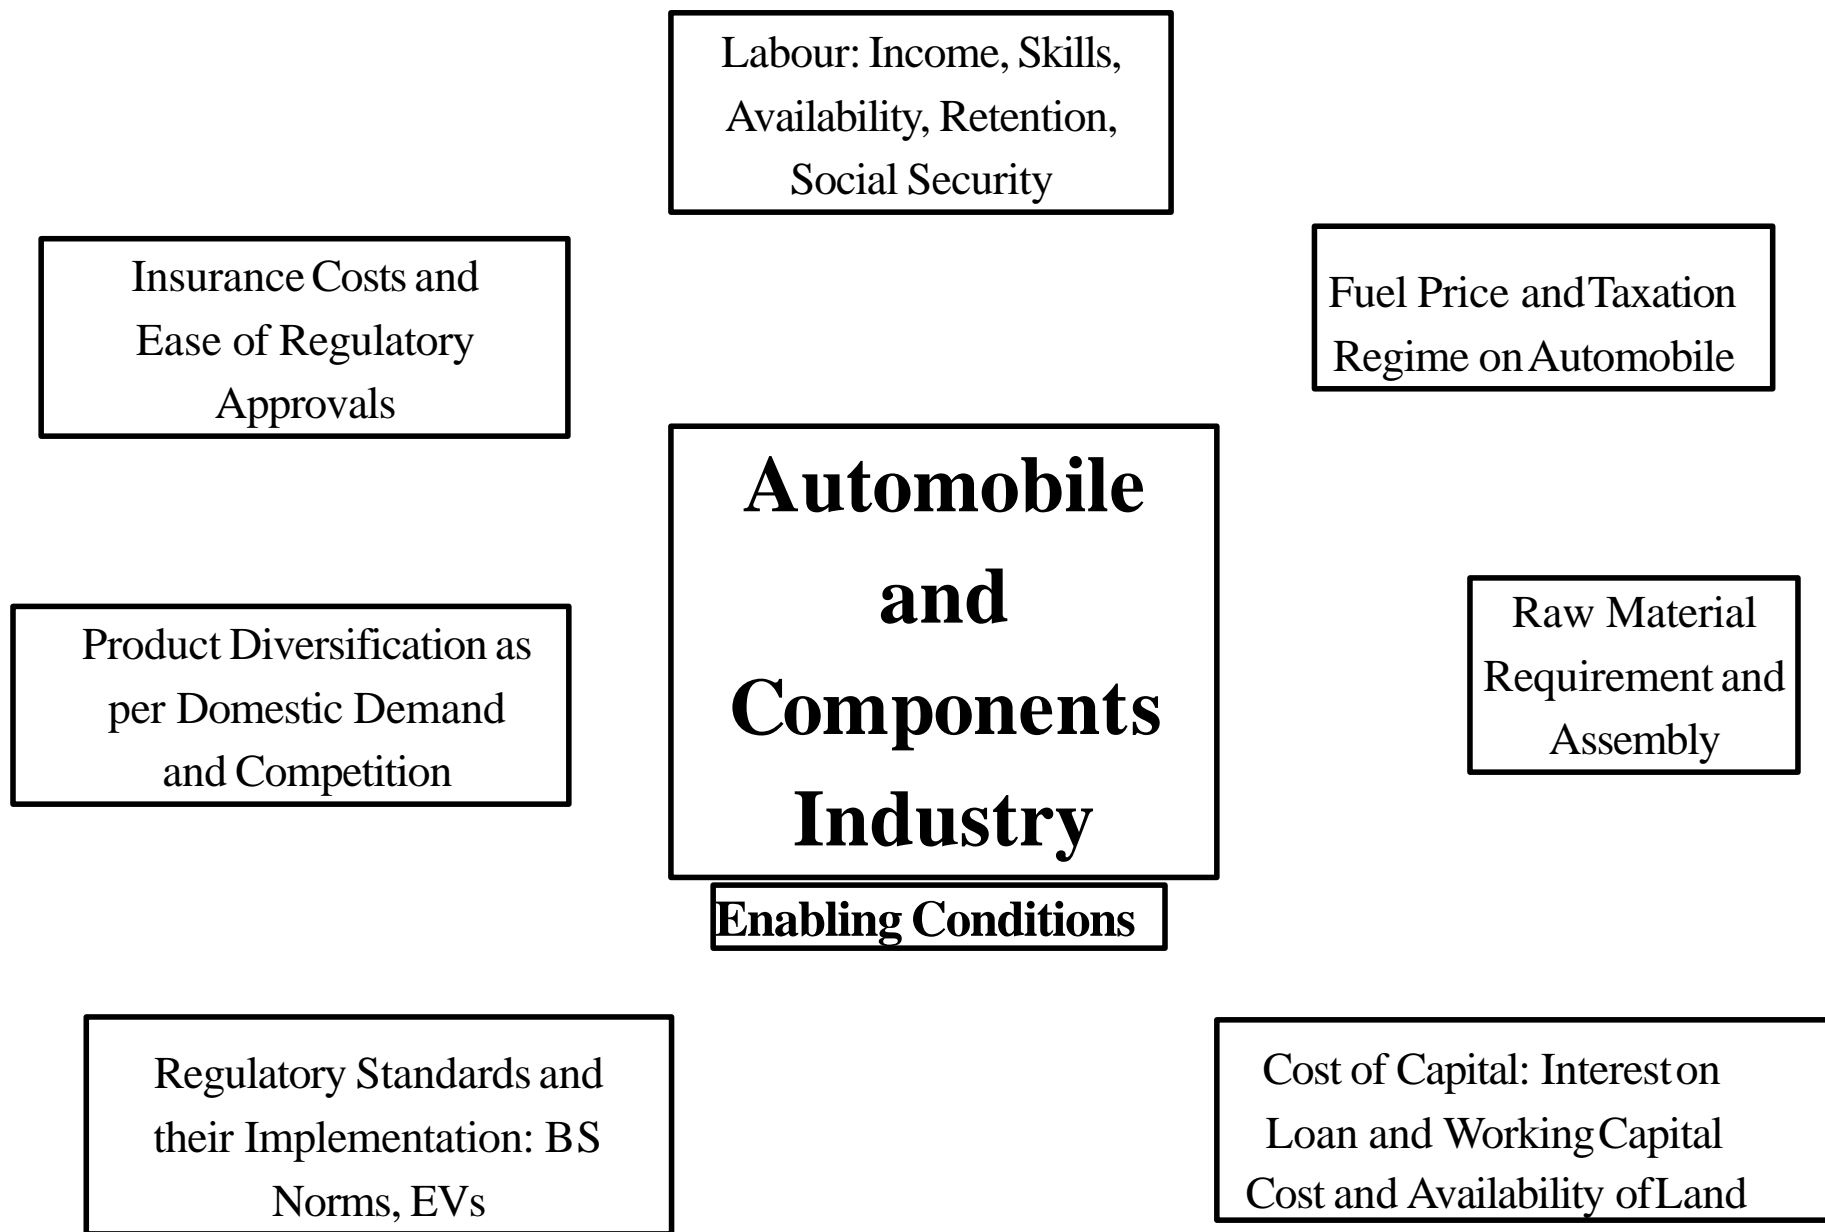 Labour: Income, Skills,
Availability, Retention,
Social Security
Insurance Costs and
Ease of Regulatory
Approvals
Fuel Price and Taxation
Regime on Automobile
Automobile
and
Components
Industry
Enabling Conditions
Product Diversification as
per Domestic Demand
and Competition
Raw Material
Requirement and
Assembly
Regulatory Standards and
their Implementation: BS
Norms, EVs
Cost of Capital: Interest on
Loan and Working Capital
Cost and Availability of Land